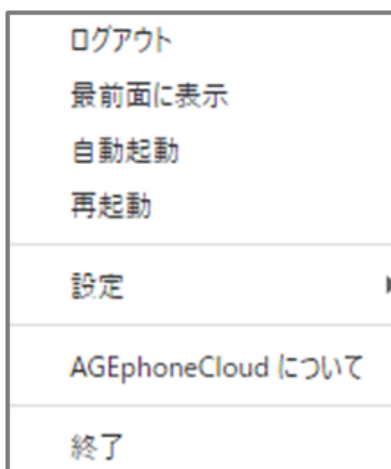 ログアウト
最前面に表示
自動起動
再起動
設定
AGEphoneCloud について
終了